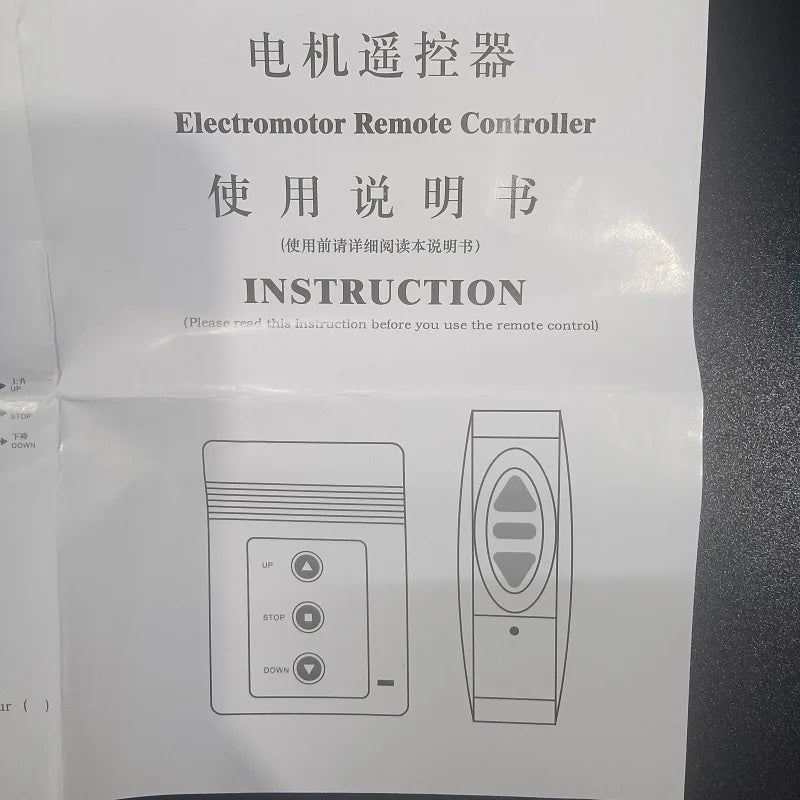 电机遥控器
Electromotor Remote Controller
使用说明书
(使用前请详细阅读本说明书)
INSTRUCTION
(Please read this instruction before you use the remote control)
上升
UP
STOP
下降
DOWN
UP
STOP
DOWN
ur ( )